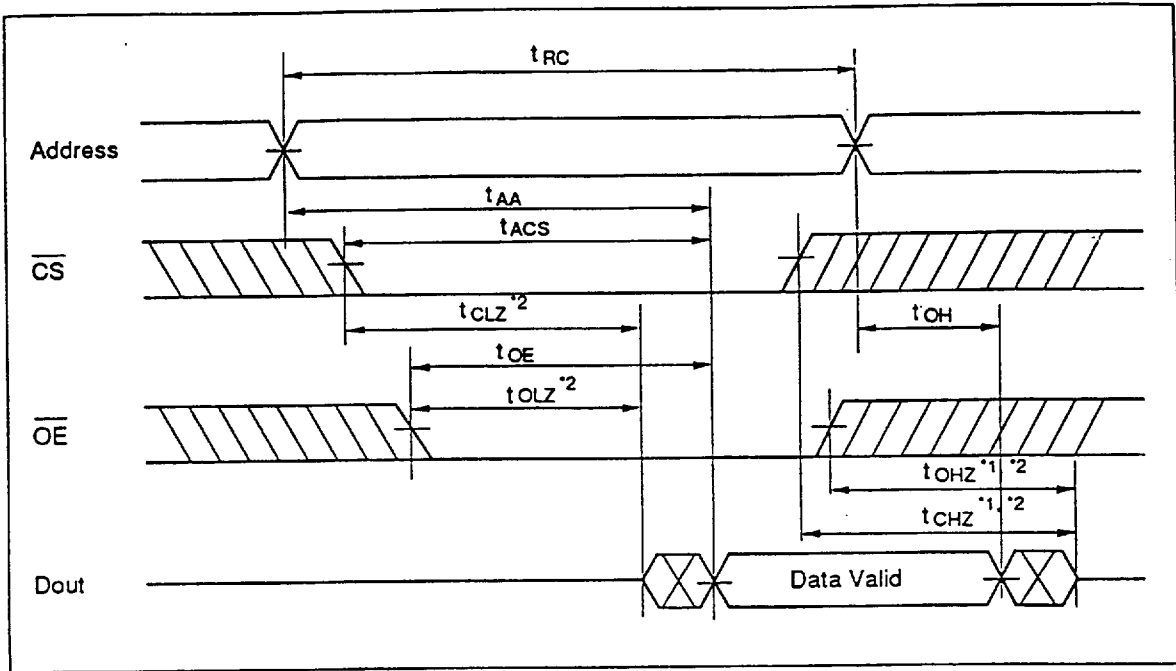 tRC
Address
tAA
tACS
CS
tCLZ *2
tOH
tOE
tOLZ *2
OE
tOHZ *1, *2
tCHZ *1, *2
Dout
Data Valid